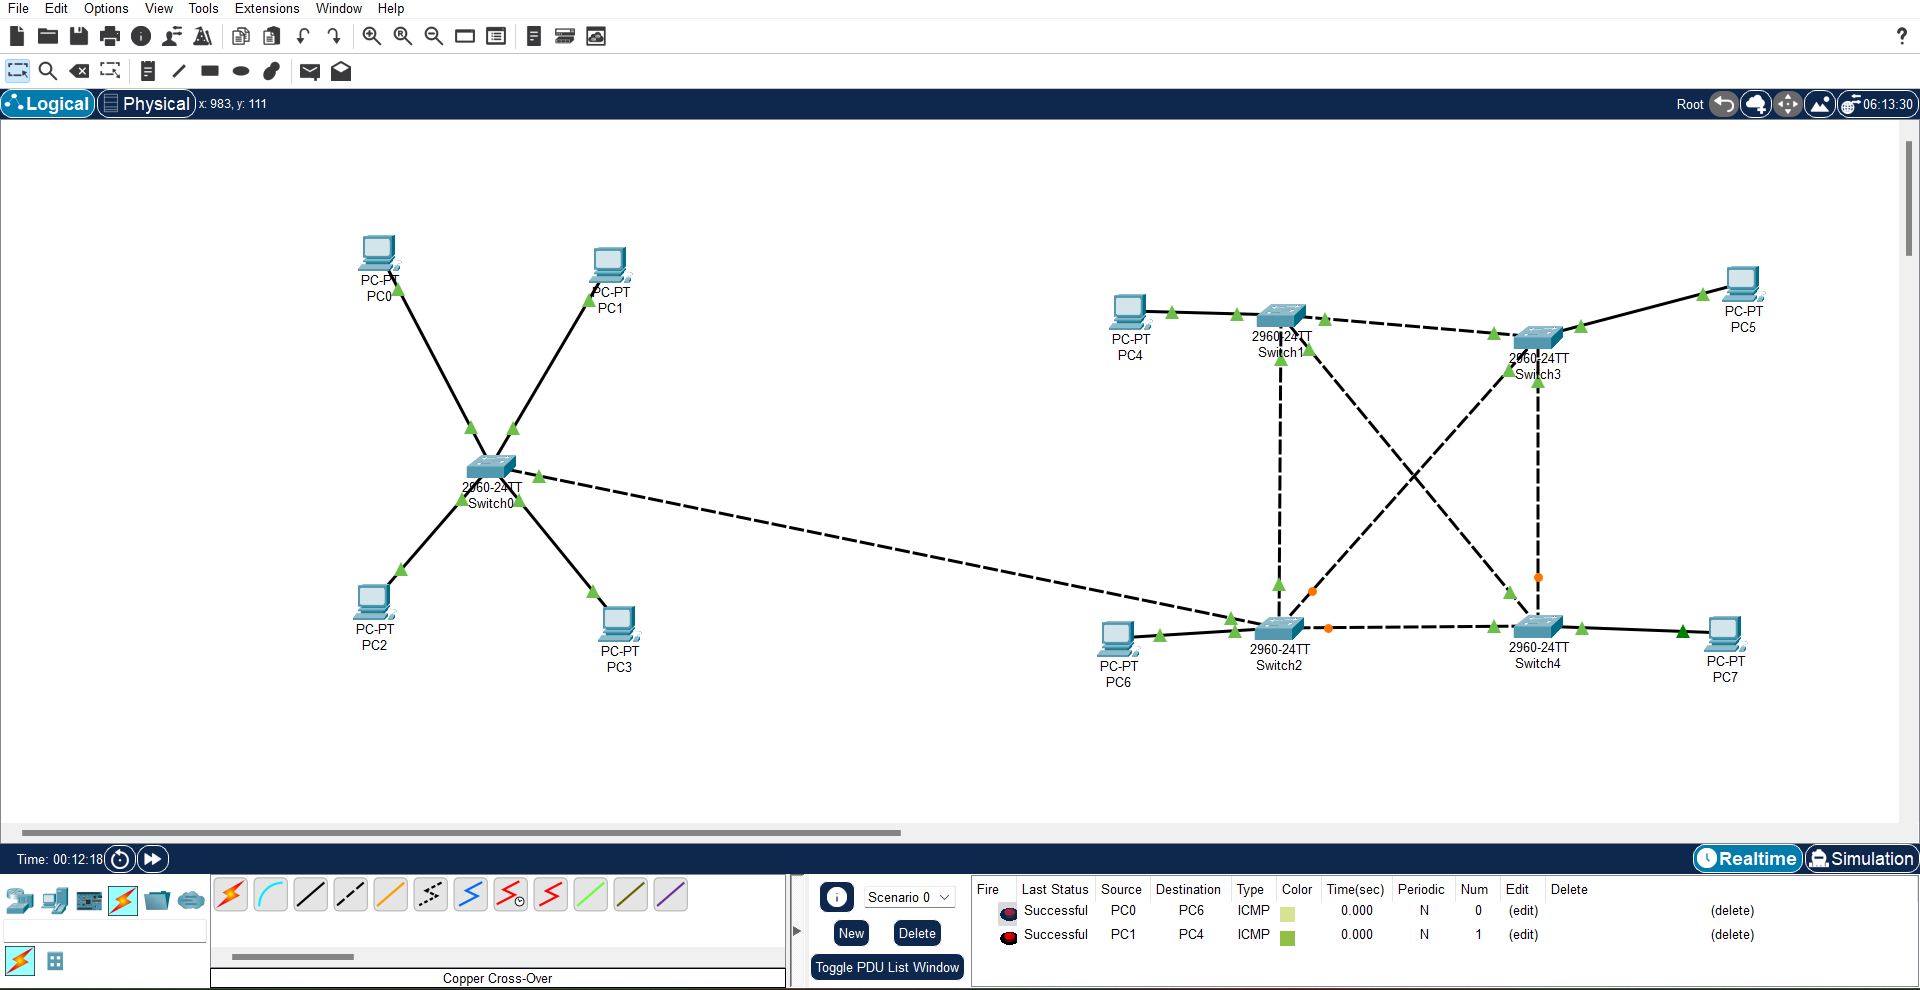 File Edit Options View Tools Extensions Window Help
?
Logical Physical x: 983, y: 111 Root 06:13:30
PC-PT
PC0
PC-PT
PC1
PC-PT
PC4
2960-24TT
Switch1
2960-24TT
Switch3
PC-PT
PC5
2960-24TT
Switch0
PC-PT
PC2
PC-PT
PC3
PC-PT
PC6
2960-24TT
Switch2
2960-24TT
Switch4
PC-PT
PC7
Time: 00:12:18 Realtime Simulation
Copper Cross-Over
Scenario 0
New Delete
Toggle PDU List Window
Fire Last Status Source Destination Type Color Time(sec) Periodic Num Edit Delete
Successful PC0 PC6 ICMP 0.000 N 0 (edit) (delete)
Successful PC1 PC4 ICMP 0.000 N 1 (edit) (delete)